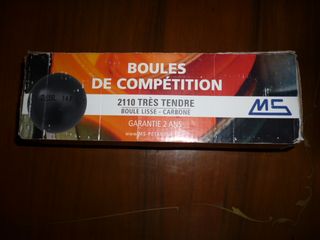 BOULES
DE COMPÉTITION
2110 TRÈS TENDRE
BOULE LISSE - CARBONE
GARANTIE 2 ANS
MS